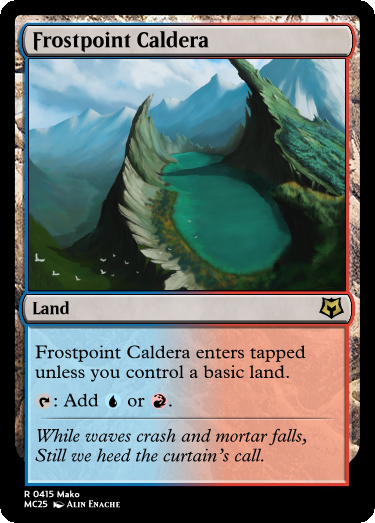 Frostpoint Caldera
Land
Frostpoint Caldera enters tapped
unless you control a basic land.
: Add or .
While waves crash and mortar falls,
Still we heed the curtain's call.
R 0415 Mako
MC25 Alin Enache